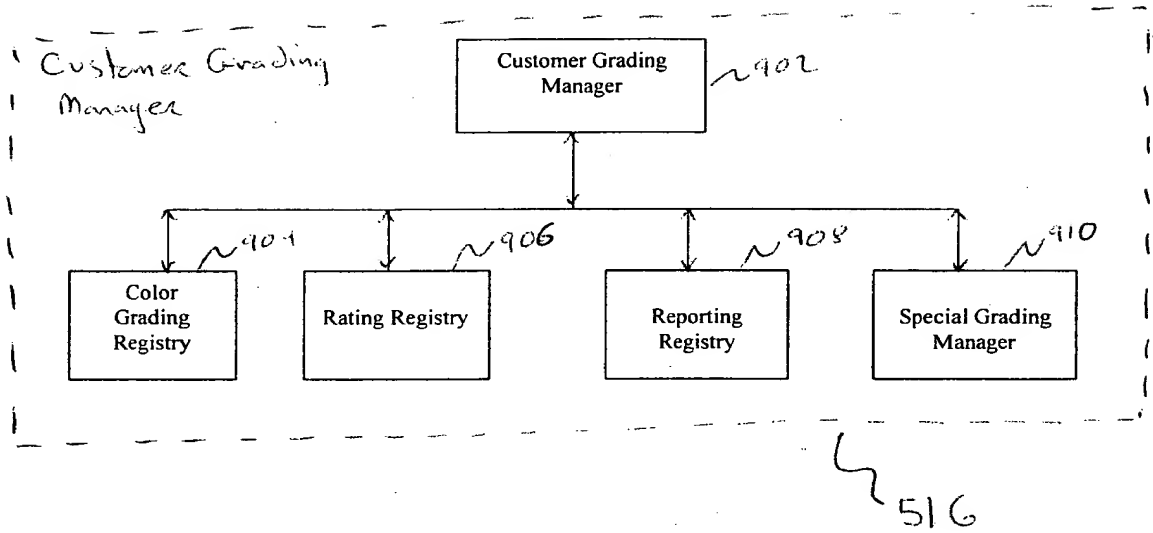 Customer Grading
Manager
Customer Grading
Manager
902
904
906
908
910
Color
Grading
Registry
Rating Registry
Reporting
Registry
Special Grading
Manager
516